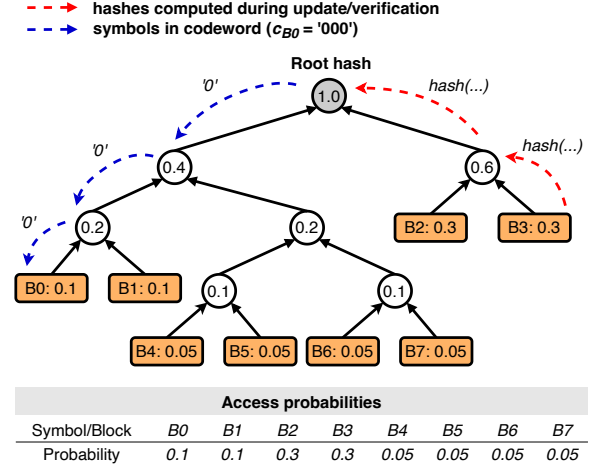 hashes computed during update/verification
symbols in codeword (cB0 = '000')
Root hash
'0' 1.0 hash(...)
'0' 0.4 0.6 hash(...)
'0' 0.2 0.2 B2: 0.3 B3: 0.3
B0: 0.1 B1: 0.1 0.1 0.1
B4: 0.05 B5: 0.05 B6: 0.05 B7: 0.05
Access probabilities
Symbol/Block B0 B1 B2 B3 B4 B5 B6 B7
Probability 0.1 0.1 0.3 0.3 0.05 0.05 0.05 0.05